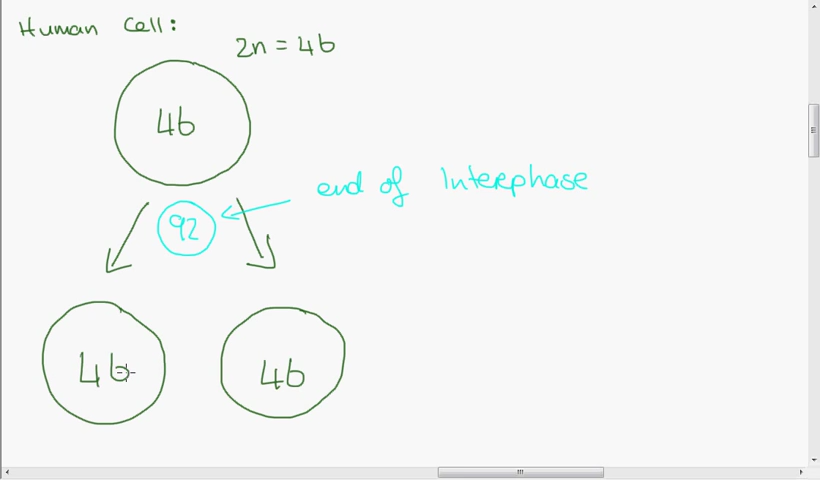 Human Cell:
2n = 46
46
end of Interphase
92
46
46